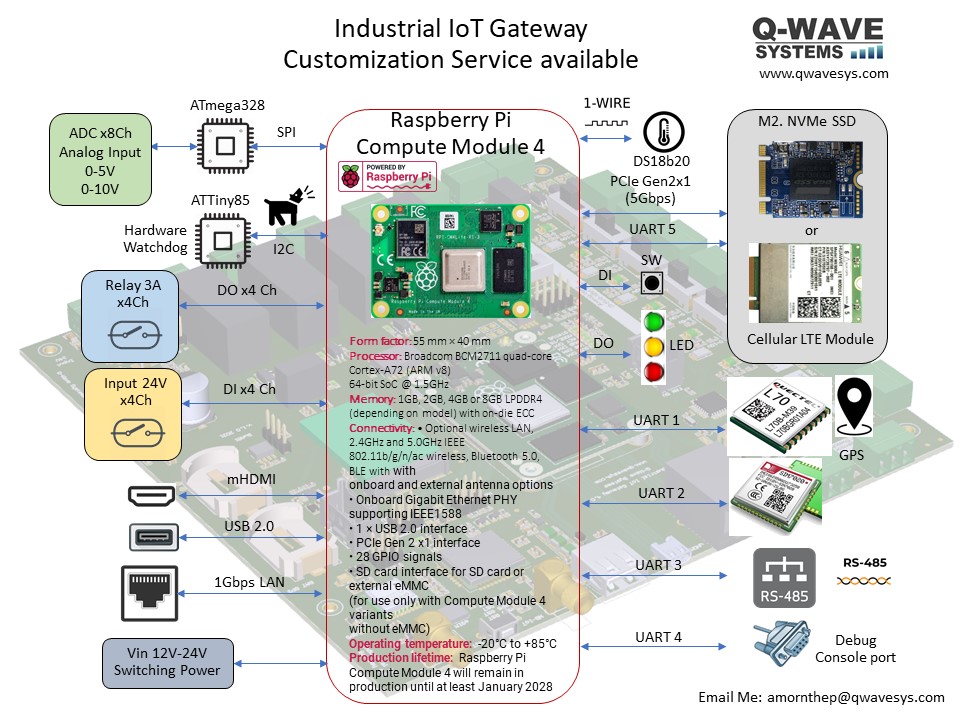 Industrial IoT Gateway
Customization Service available
Q-WAVE
SYSTEMS
www.qwavesys.com
ADC x8Ch
Analog Input
0-5V
0-10V
ATmega328
SPI
ATTiny85
Hardware
Watchdog
I2C
Relay 3A
x4Ch
DO x4 Ch
Input 24V
x4Ch
DI x4 Ch
mHDMI
USB 2.0
1Gbps LAN
Vin 12V-24V
Switching Power
Raspberry Pi
Compute Module 4
POWERED BY
Raspberry Pi
Raspberry Pi Compute Module 4
Form factor: 55 mm × 40 mm
Processor: Broadcom BCM2711 quad-core
Cortex-A72 (ARM v8)
64-bit SoC @ 1.5GHz
Memory: 1GB, 2GB, 4GB or 8GB LPDDR4
(depending on model) with on-die ECC
Connectivity: • Optional wireless LAN,
2.4GHz and 5.0GHz IEEE
802.11b/g/n/ac wireless, Bluetooth 5.0,
BLE with with
onboard and external antenna options
• Onboard Gigabit Ethernet PHY
supporting IEEE1588
• 1 × USB 2.0 interface
• PCIe Gen 2 x1 interface
• 28 GPIO signals
• SD card interface for SD card or
external eMMC
(for use only with Compute Module 4
variants
without eMMC)
Operating temperature: -20°C to +85°C
Production lifetime: Raspberry Pi
Compute Module 4 will remain in
production until at least January 2028
1-WIRE
DS18b20
PCIe Gen2x1
(5Gbps)
UART 5
DI
SW
DO
LED
UART 1
UART 2
UART 3
UART 4
M2. NVMe SSD
or
Cellular LTE Module
QUECTEL
L70
L70B-M39
GPS
SIM7020
RS-485
RS-485
Debug
Console port
Email Me: amornthep@qwavesys.com